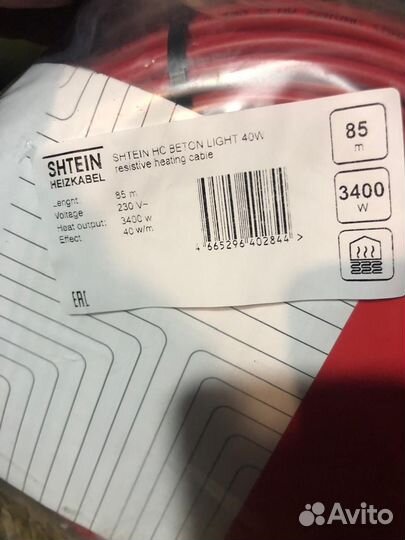 SHTEIN
HEIZKABEL
SHTEIN HC BETON LIGHT 40W
resistive heating cable
Lenght: 85 m
Voltage 230 V~
Heat output: 3400 w
Effect 40 w/m
4 665296 402844 >
85
m
3400
W
EAC
Avito